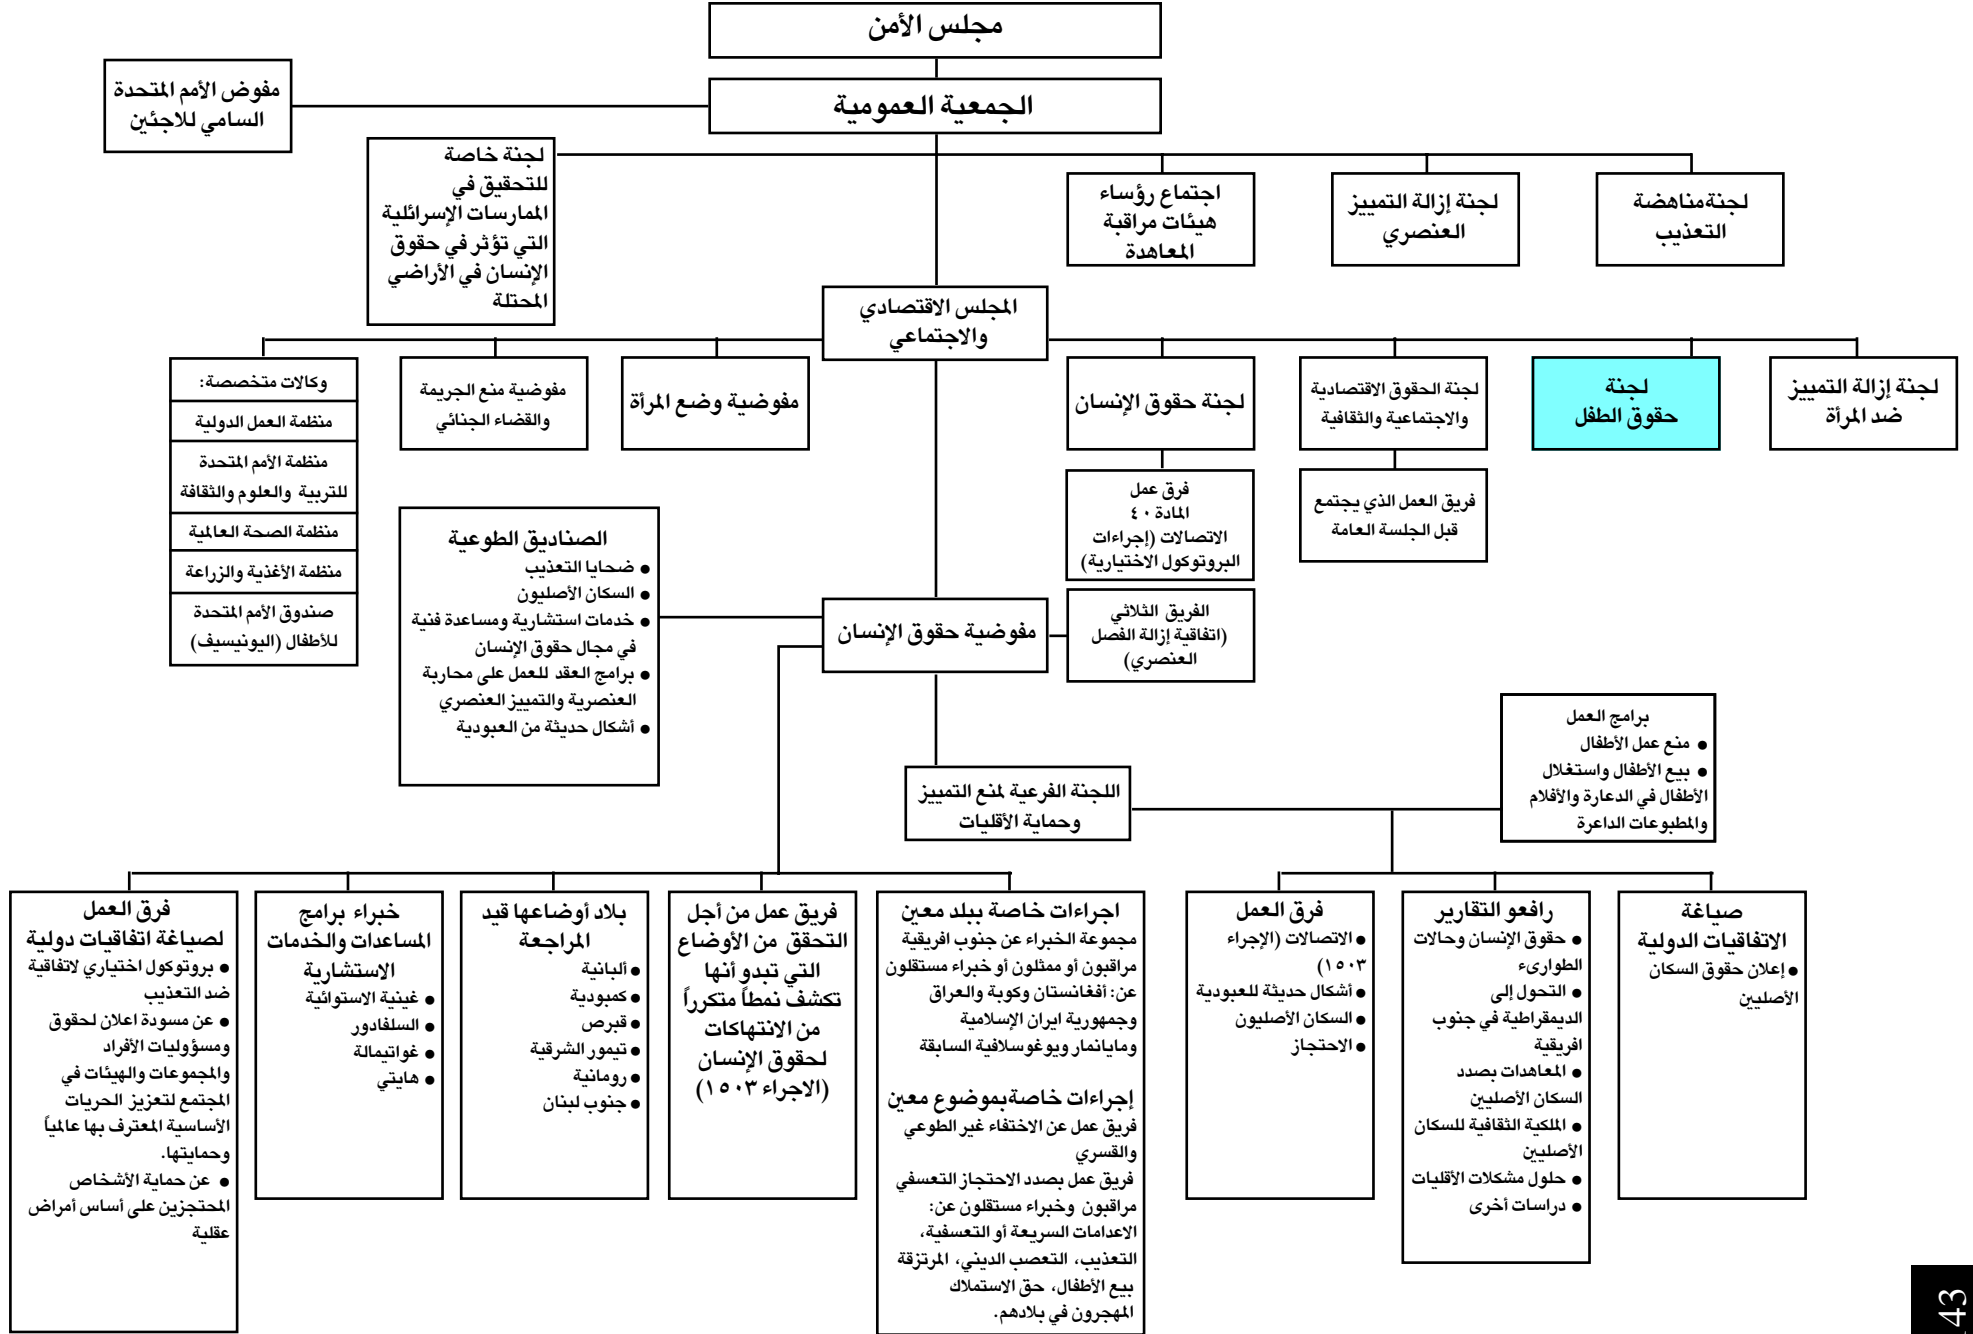 مجلس الأمن
الجمعية العمومية
مفوض الأمم المتحدة
السامي للاجئين
لجنةمناهضة
التعذيب
لجنة إزالة التمييز
العنصري
اجتماع رؤساء
هيئات مراقبة
المعاهدة
لجنة خاصة
للتحقيق في
الممارسات الإسرائلية
التي تؤثر في حقوق
الإنسان في الأراضي
المحتلة
المجلس الاقتصادي
والاجتماعي
لجنة إزالة التمييز
ضد المرأة
لجنة
حقوق الطفل
لجنة الحقوق الاقتصادية
والاجتماعية والثقافية
لجنة حقوق الإنسان
مفوضية وضع المرأة
مفوضية منع الجريمة
والقضاء الجنائي
وكالات متخصصة:
منظمة العمل الدولية
منظمة الأمم المتحدة
للتربية والعلوم والثقافة
منظمة الصحة العالمية
منظمة الأغذية والزراعة
صندوق الأمم المتحدة
للأطفال (اليونيسيف)
فريق العمل الذي يجتمع
قبل الجلسة العامة
فرق عمل
المادة ٤٠
الاتصالات (إجراءات
البروتوكول الاختيارية)
الفريق الثلاثي
(اتفاقية إزالة الفصل
العنصري)
مفوضية حقوق الإنسان
الصناديق الطوعية
● ضحايا التعذيب
● السكان الأصليون
● خدمات استشارية ومساعدة فنية
في مجال حقوق الإنسان
● برامج العقد للعمل على محاربة
العنصرية والتمييز العنصري
● أشكال حديثة من العبودية
برامج العمل
● منع عمل الأطفال
● بيع الأطفال واستغلال
الأطفال في الدعارة والأفلام
والمطبوعات الداعرة
اللجنة الفرعية لمنع التمييز
وحماية الأقليات
صياغة
الاتفاقيات الدولية
● إعلان حقوق السكان
الأصليين
رافعو التقارير
● حقوق الإنسان وحالات
الطوارىء
● التحول إلى
الديمقراطية في جنوب
افريقية
● المعاهدات بصدد
السكان الأصليين
● الملكية الثقافية للسكان
الأصليين
● حلول مشكلات الأقليات
● دراسات أخرى
فرق العمل
● الاتصالات (الإجراء
١٥٠٣)
● أشكال حديثة للعبودية
● السكان الأصليون
● الاحتجاز
اجراءات خاصة ببلد معين
مجموعة الخبراء عن جنوب افريقية
مراقبون أو ممثلون أو خبراء مستقلون
عن: أفغانستان وكوبة والعراق
وجمهورية ايران الإسلامية
ومايانمار ويوغوسلافية السابقة
إجراءات خاصةبموضوع معين
فريق عمل عن الاختفاء غير الطوعي
والقسري
فريق عمل بصدد الاحتجاز التعسفي
مراقبون وخبراء مستقلون عن:
الاعدامات السريعة أو التعسفية،
التعذيب، التعصب الديني، المرتزقة
بيع الأطفال، حق الاستملاك
المهجرون في بلادهم.
فريق عمل من أجل
التحقق من الأوضاع
التي تبدو أنها
تكشف نمطاً متكرراً
من الانتهاكات
لحقوق الإنسان
(الاجراء ١٥٠٣)
بلاد أوضاعها قيد
المراجعة
● ألبانية
● كمبودية
● قبرص
● تيمور الشرقية
● رومانية
● جنوب لبنان
خبراء برامج
المساعدات والخدمات
الاستشارية
● غينية الاستوائية
● السلفادور
● غواتيمالة
● هايتي
فرق العمل
لصياغة اتفاقيات دولية
● بروتوكول اختياري لاتفاقية
ضد التعذيب
● عن مسودة اعلان لحقوق
ومسؤوليات الأفراد
والمجموعات والهيئات في
المجتمع لتعزيز الحريات
الأساسية المعترف بها عالمياً
وحمايتها.
● عن حماية الأشخاص
المحتجزين على أساس أمراض
عقلية
43